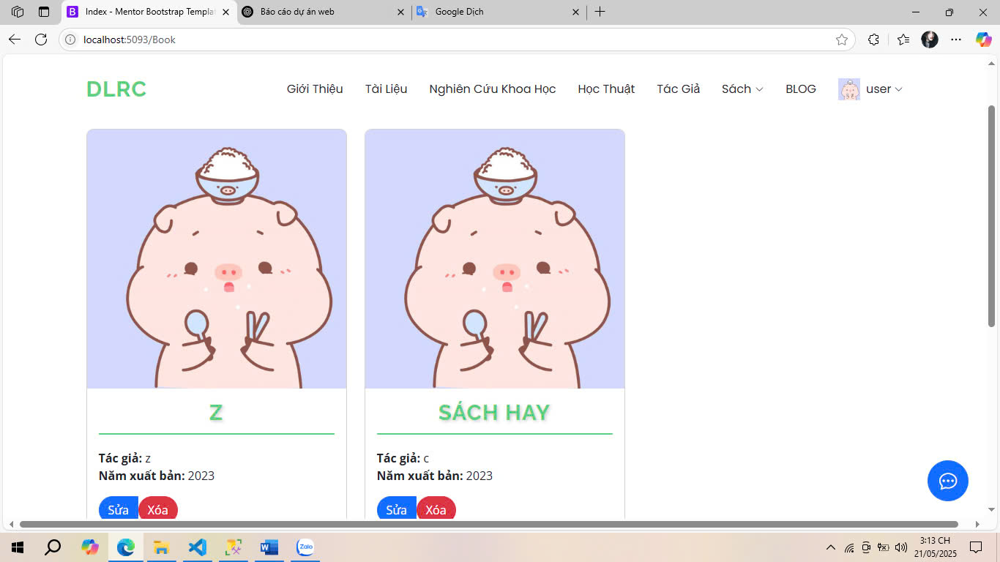 Index - Mentor Bootstrap Templat
Báo cáo dự án web
Google Dịch
localhost:5093/Book
DLRC
Giới Thiệu
Tài Liệu
Nghiên Cứu Khoa Học
Học Thuật
Tác Giả
Sách
BLOG
user
Z
Tác giả: z
Năm xuất bản: 2023
Sửa
Xóa
SÁCH HAY
Tác giả: c
Năm xuất bản: 2023
Sửa
Xóa
Zalo
3:13 CH
21/05/2025